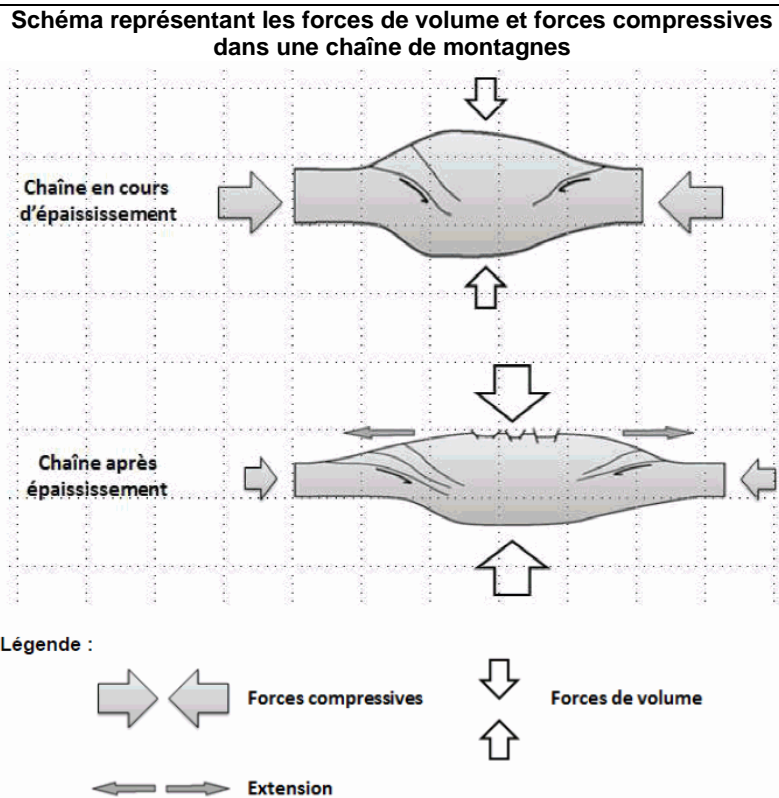 Schéma représentant les forces de volume et forces compressives
dans une chaîne de montagnes
Chaîne en cours
d'épaississement
Chaîne après
épaississement
Légende :
Forces compressives
Forces de volume
Extension